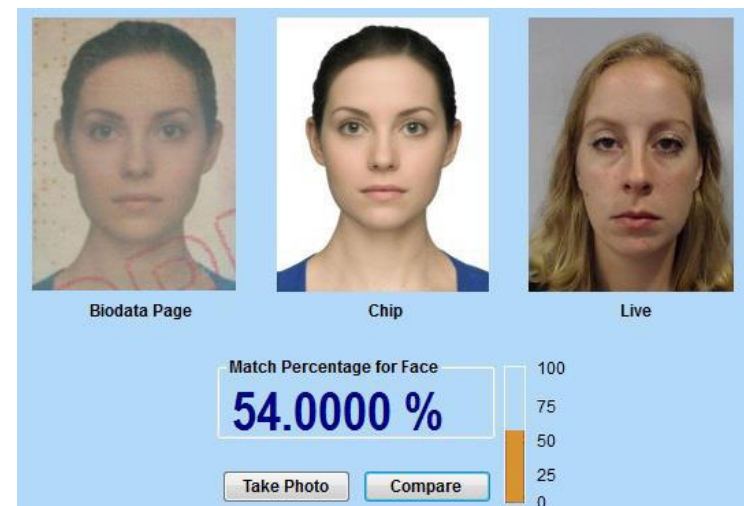 Biodata Page
Chip
Live
Match Percentage for Face
54.0000 %
100
75
50
25
0
Take Photo
Compare